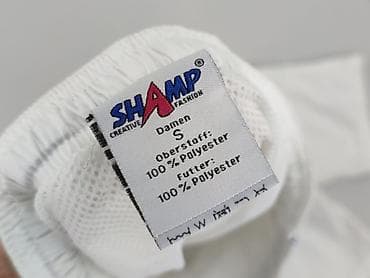 SHAMP®
CREATIVE FASHION
Damen
S
Oberstoff:
100 % Polyester
Futter:
100 % Polyester